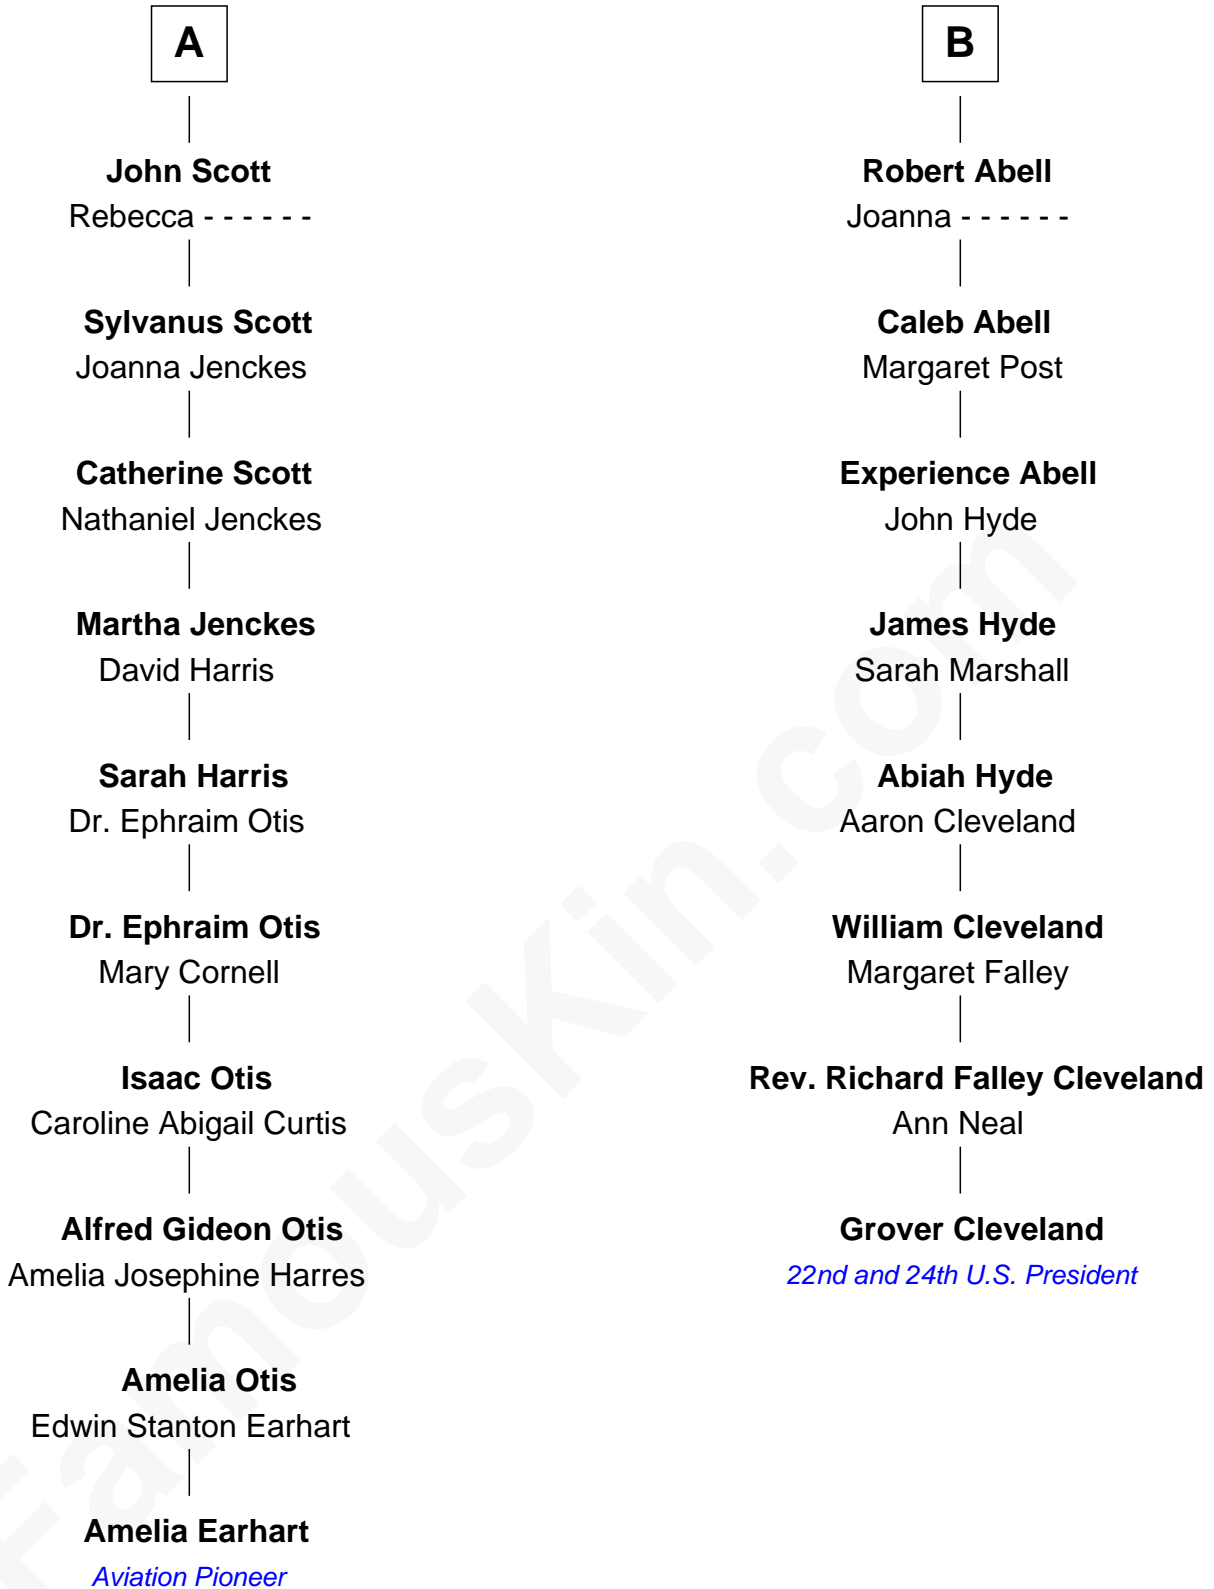 A
John Scott
Rebecca - - - - - -
Sylvanus Scott
Joanna Jenckes
Catherine Scott
Nathaniel Jenckes
Martha Jenckes
David Harris
Sarah Harris
Dr. Ephraim Otis
Dr. Ephraim Otis
Mary Cornell
Isaac Otis
Caroline Abigail Curtis
Alfred Gideon Otis
Amelia Josephine Harres
Amelia Otis
Edwin Stanton Earhart
Amelia Earhart
Aviation Pioneer
B
Robert Abell
Joanna - - - - - -
Caleb Abell
Margaret Post
Experience Abell
John Hyde
James Hyde
Sarah Marshall
Abiah Hyde
Aaron Cleveland
William Cleveland
Margaret Falley
Rev. Richard Falley Cleveland
Ann Neal
Grover Cleveland
22nd and 24th U.S. President
FamousKin.com